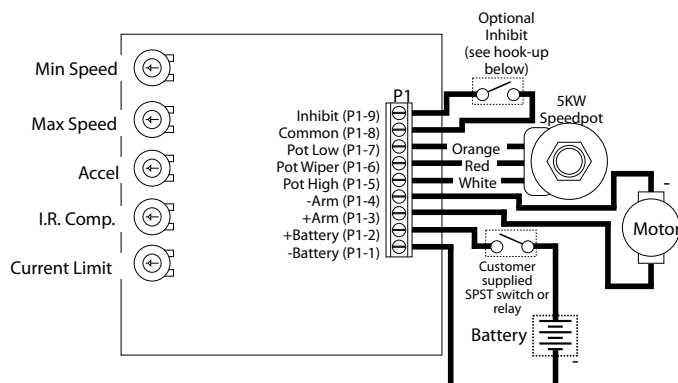 Optional
Inhibit
(see hook-up
below)
Min Speed
Max Speed
Accel
I.R. Comp.
Current Limit
P1
Inhibit (P1-9)
Common (P1-8)
Pot Low (P1-7)
Pot Wiper (P1-6)
Pot High (P1-5)
-Arm (P1-4)
+Arm (P1-3)
+Battery (P1-2)
-Battery (P1-1)
5KW
Speedpot
Orange
Red
White
-
Motor
Customer
supplied
SPST switch or
relay
Battery
-